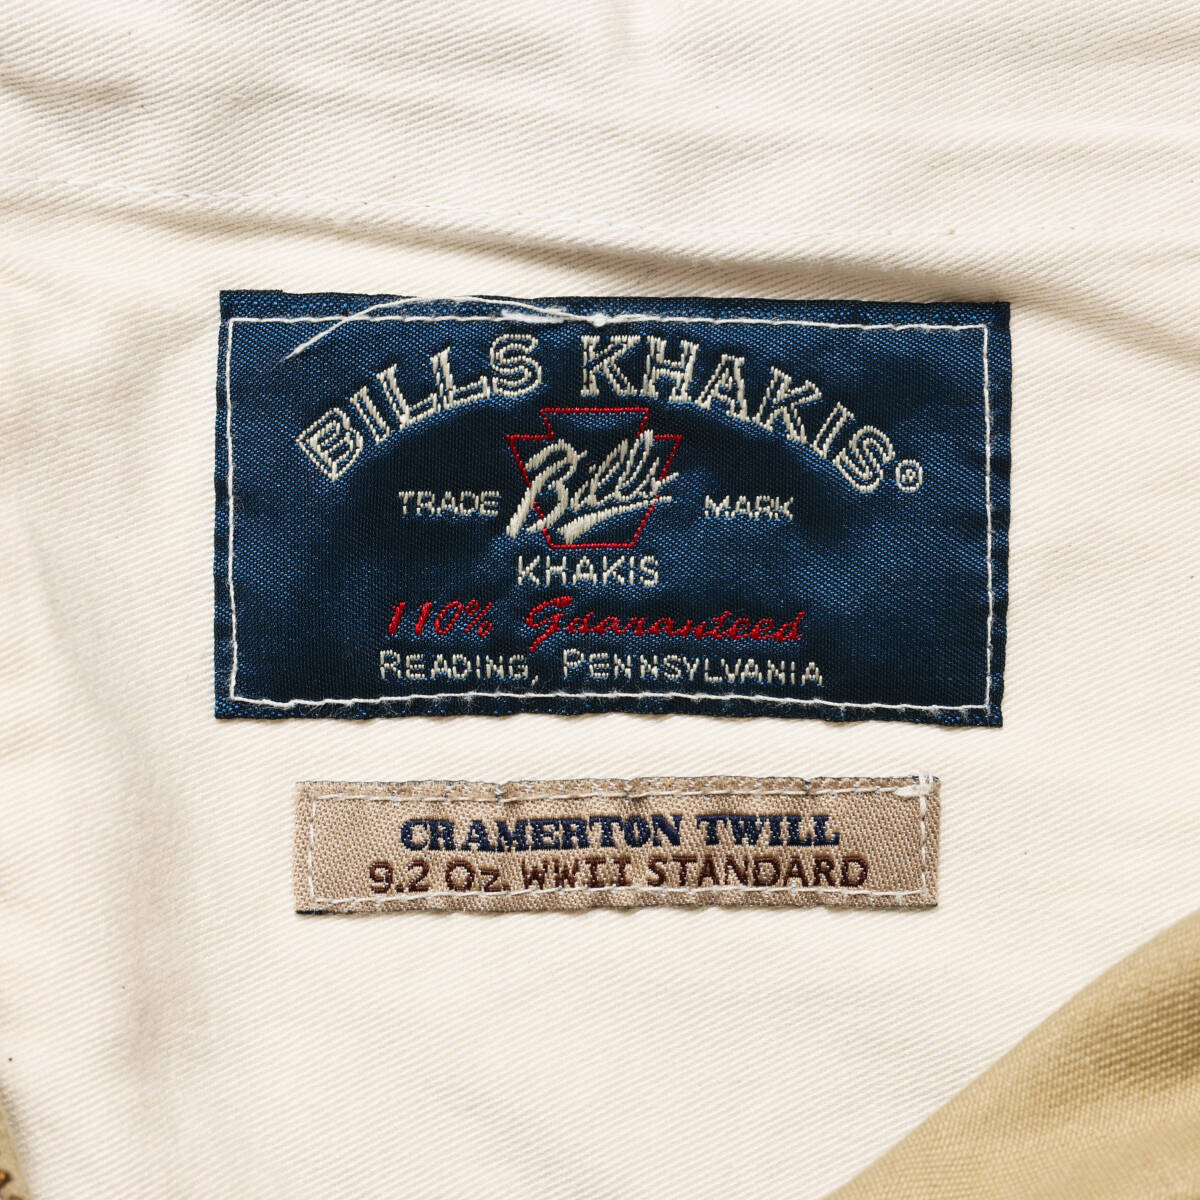 BILLS KHAKIS®
TRADE Bills MARK
KHAKIS
110% Guaranteed
READING, PENNSYLVANIA
CRAMERTON TWILL
9.2 Oz. WWII STANDARD